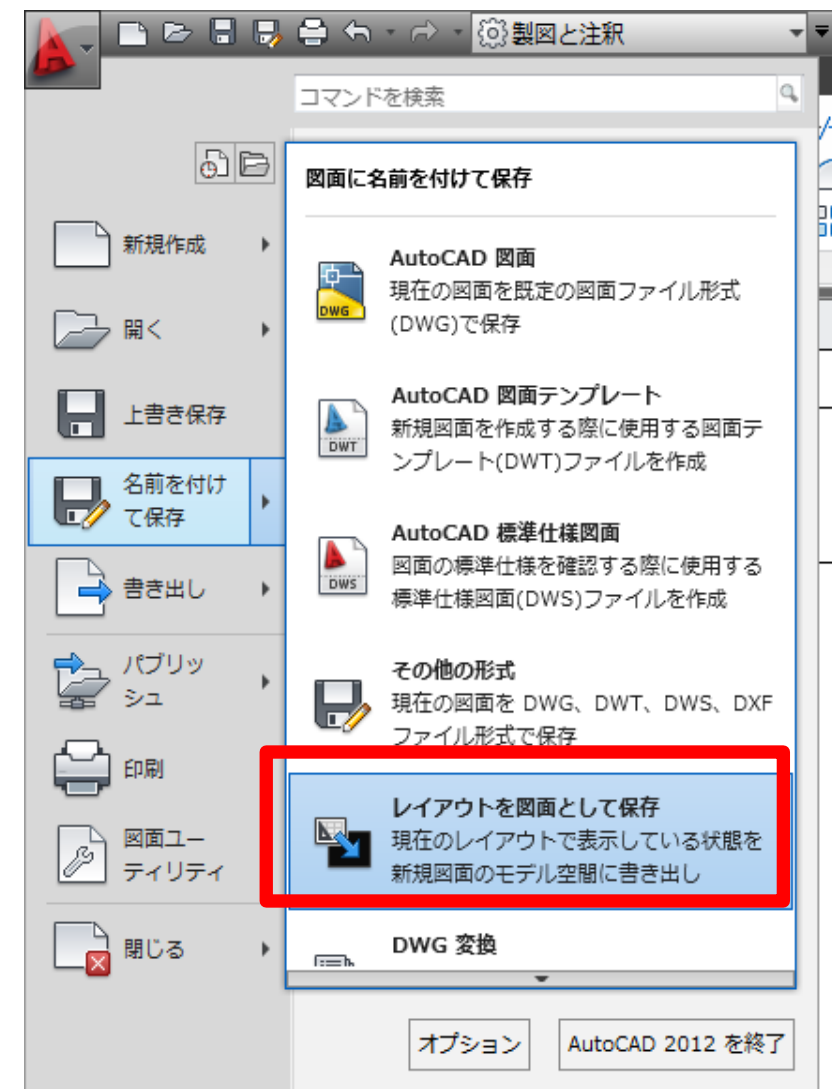 製図と注釈
コマンドを検索
図面に名前を付けて保存
新規作成
開く
上書き保存
名前を付け
て保存
書き出し
パブリッ
シュ
印刷
図面ユー
ティリティ
閉じる
AutoCAD 図面
現在の図面を既定の図面ファイル形式
(DWG)で保存
DWG
AutoCAD 図面テンプレート
新規図面を作成する際に使用する図面テ
ンプレート(DWT)ファイルを作成
DWT
AutoCAD 標準仕様図面
図面の標準仕様を確認する際に使用する
標準仕様図面(DWS)ファイルを作成
DWS
その他の形式
現在の図面を DWG、DWT、DWS、DXF
ファイル形式で保存
レイアウトを図面として保存
現在のレイアウトで表示している状態を
新規図面のモデル空間に書き出し
DWG 変換
オプション
AutoCAD 2012 を終了